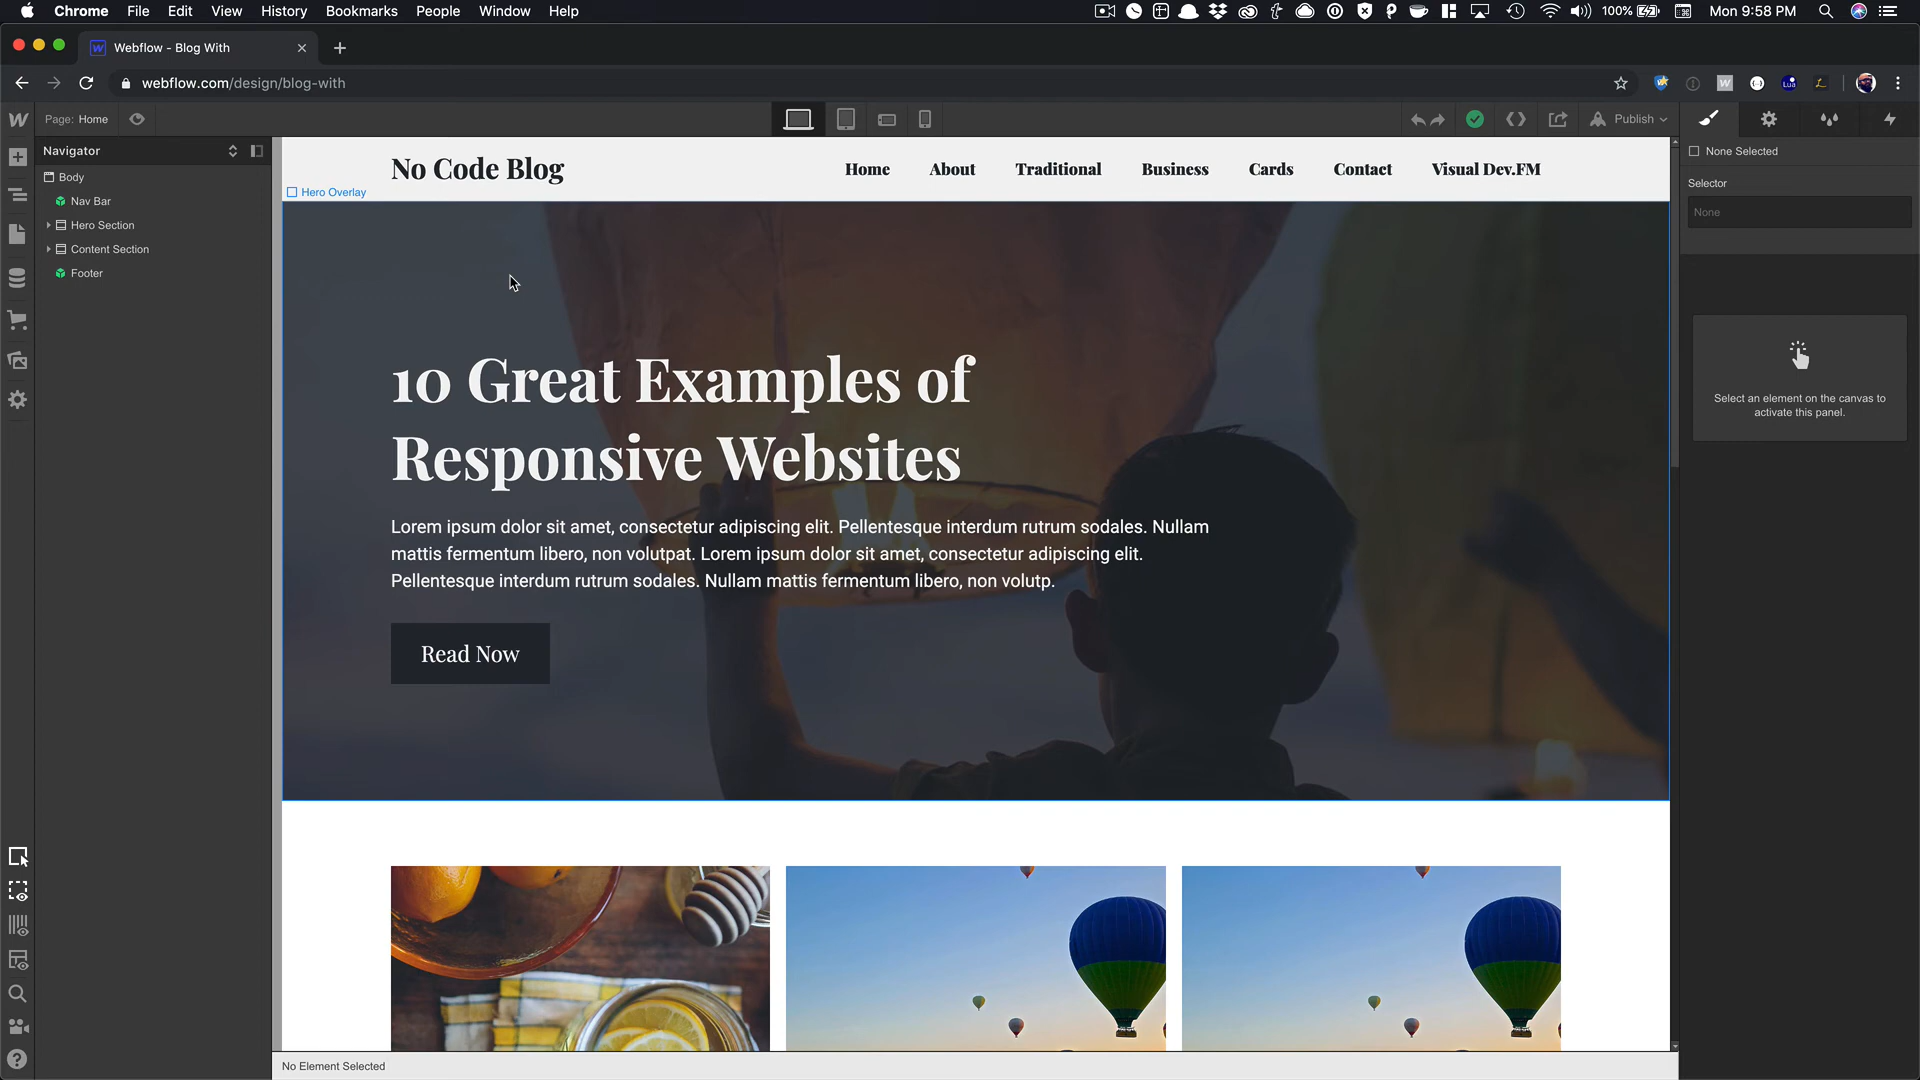 Chrome File Edit View History Bookmarks People Window Help
100% Mon 9:58 PM
Webflow - Blog With
webflow.com/design/blog-with
Page: Home
Publish
Navigator
Body
Nav Bar
Hero Section
Content Section
Footer
No Code Blog
Home About Traditional Business Cards Contact Visual Dev.FM
Hero Overlay
10 Great Examples of
Responsive Websites
Lorem ipsum dolor sit amet, consectetur adipiscing elit. Pellentesque interdum rutrum sodales. Nullam
mattis fermentum libero, non volutpat. Lorem ipsum dolor sit amet, consectetur adipiscing elit.
Pellentesque interdum rutrum sodales. Nullam mattis fermentum libero, non volutp.
Read Now
None Selected
Selector
None
Select an element on the canvas to
activate this panel.
No Element Selected